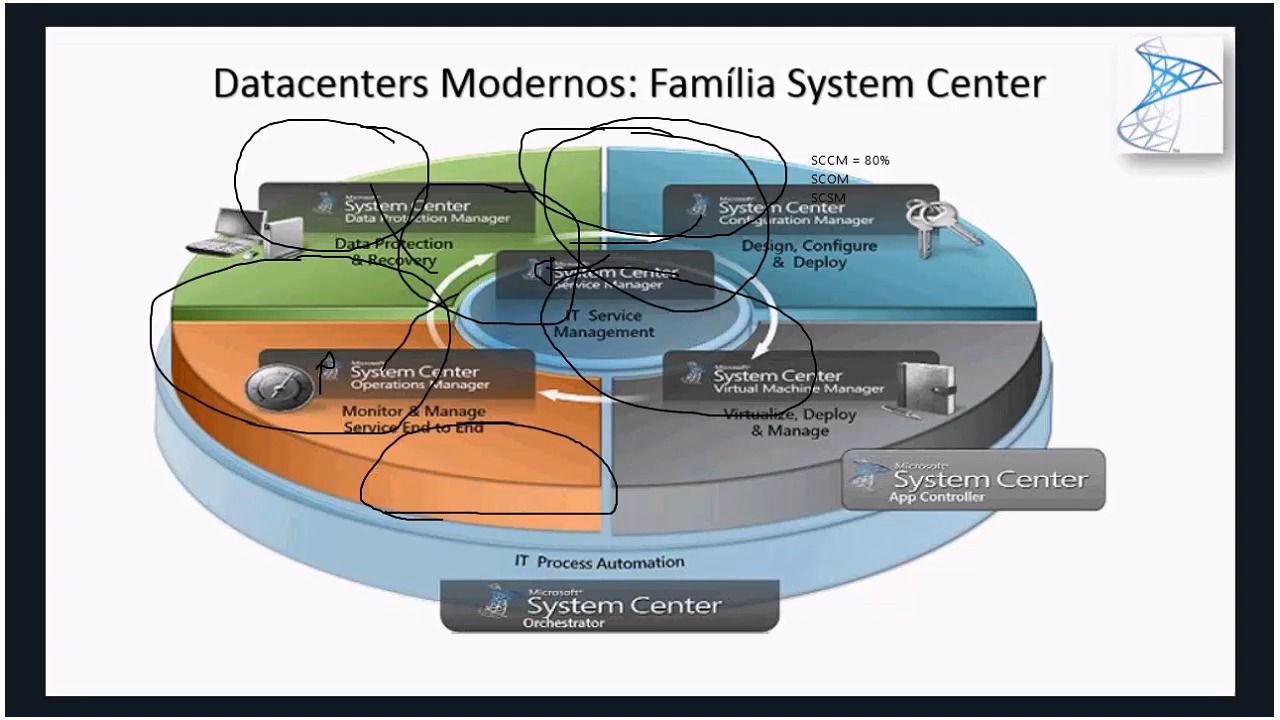 Datacenters Modernos: Família System Center
SCCM = 80%
SCOM
SCSM
Microsoft
System Center
Data Protection Manager
Data Protection
& Recovery
Microsoft
System Center
Configuration Manager
Design, Configure
& Deploy
Microsoft
System Center
Service Manager
IT Service
Management
Microsoft
System Center
Operations Manager
Monitor & Manage
Service End to End
Microsoft
System Center
Virtual Machine Manager
Virtualize, Deploy
& Manage
Microsoft
System Center
App Controller
IT Process Automation
Microsoft
System Center
Orchestrator